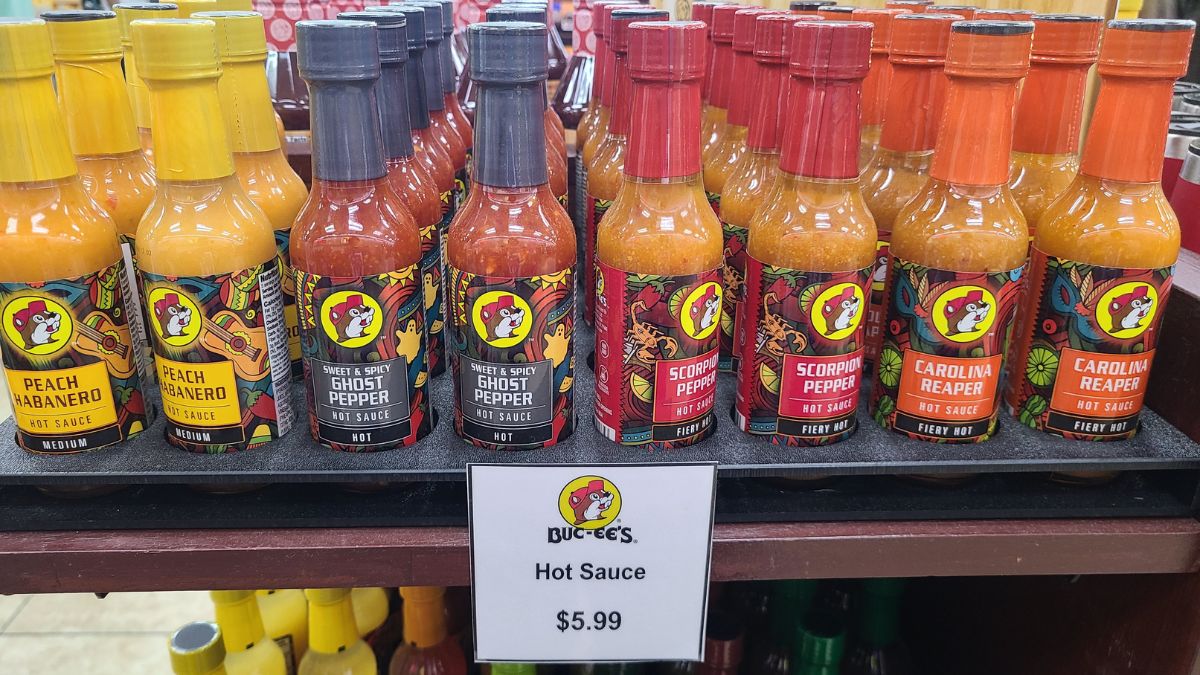 PEACH
HABANERO
HOT SAUCE
MEDIUM
PEACH
HABANERO
HOT SAUCE
MEDIUM
SWEET & SPICY
GHOST
PEPPER
HOT SAUCE
HOT
SWEET & SPICY
GHOST
PEPPER
HOT SAUCE
HOT
SCORPION
PEPPER
HOT SAUCE
FIERY HOT
SCORPION
PEPPER
HOT SAUCE
FIERY HOT
CAROLINA
REAPER
HOT SAUCE
FIERY HOT
CAROLINA
REAPER
HOT SAUCE
FIERY HOT
BUC-EE'S®
Hot Sauce
$5.99